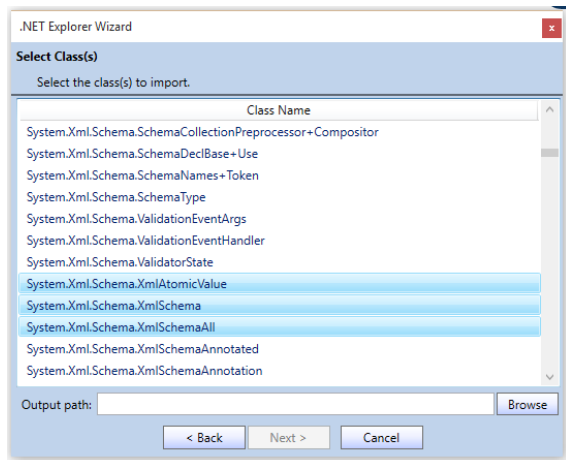 .NET Explorer Wizard
x
Select Class(s)
Select the class(es) to import.
Class Name
System.Xml.Schema.SchemaCollectionPreprocessor+Compositor
System.Xml.Schema.SchemaDeclBase+Use
System.Xml.Schema.SchemaNames+Token
System.Xml.Schema.SchemaType
System.Xml.Schema.ValidationEventArgs
System.Xml.Schema.ValidationEventHandler
System.Xml.Schema.ValidatorState
System.Xml.Schema.XmlAtomicValue
System.Xml.Schema.XmlSchema
System.Xml.Schema.XmlSchemaAll
System.Xml.Schema.XmlSchemaAnnotated
System.Xml.Schema.XmlSchemaAnnotation
Output path: Browse
< Back Next > Cancel